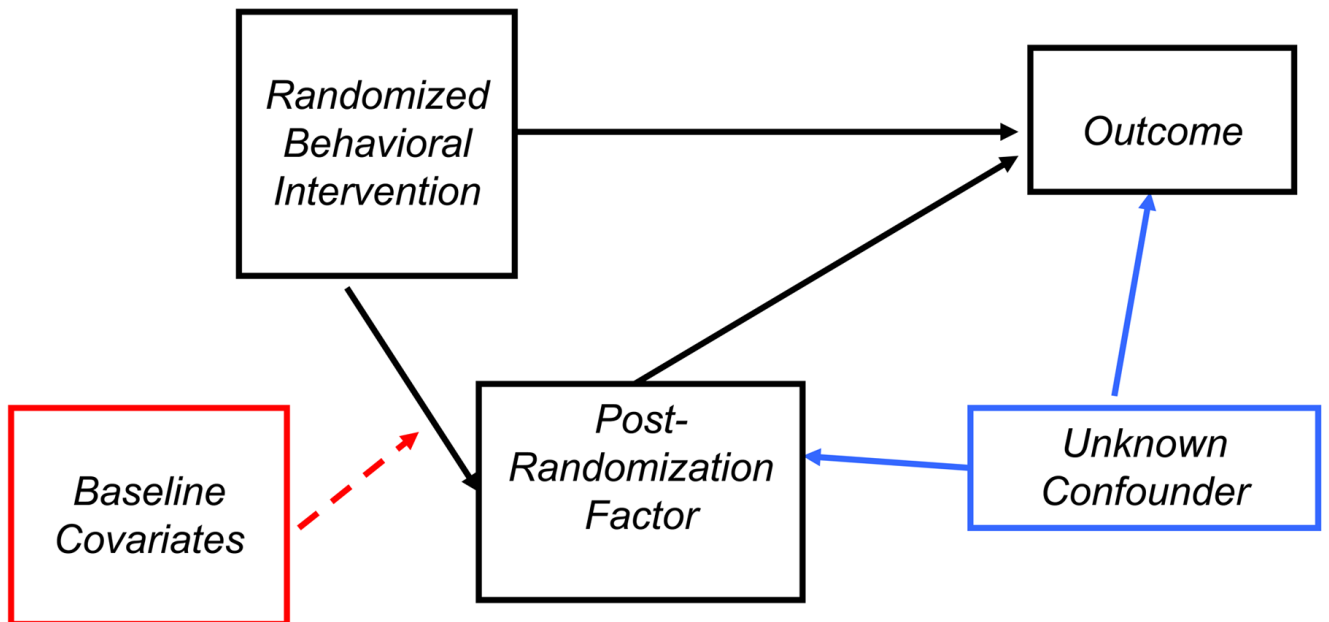 Randomized
Behavioral
Intervention
Outcome
Post-
Randomization
Factor
Unknown
Confounder
Baseline
Covariates